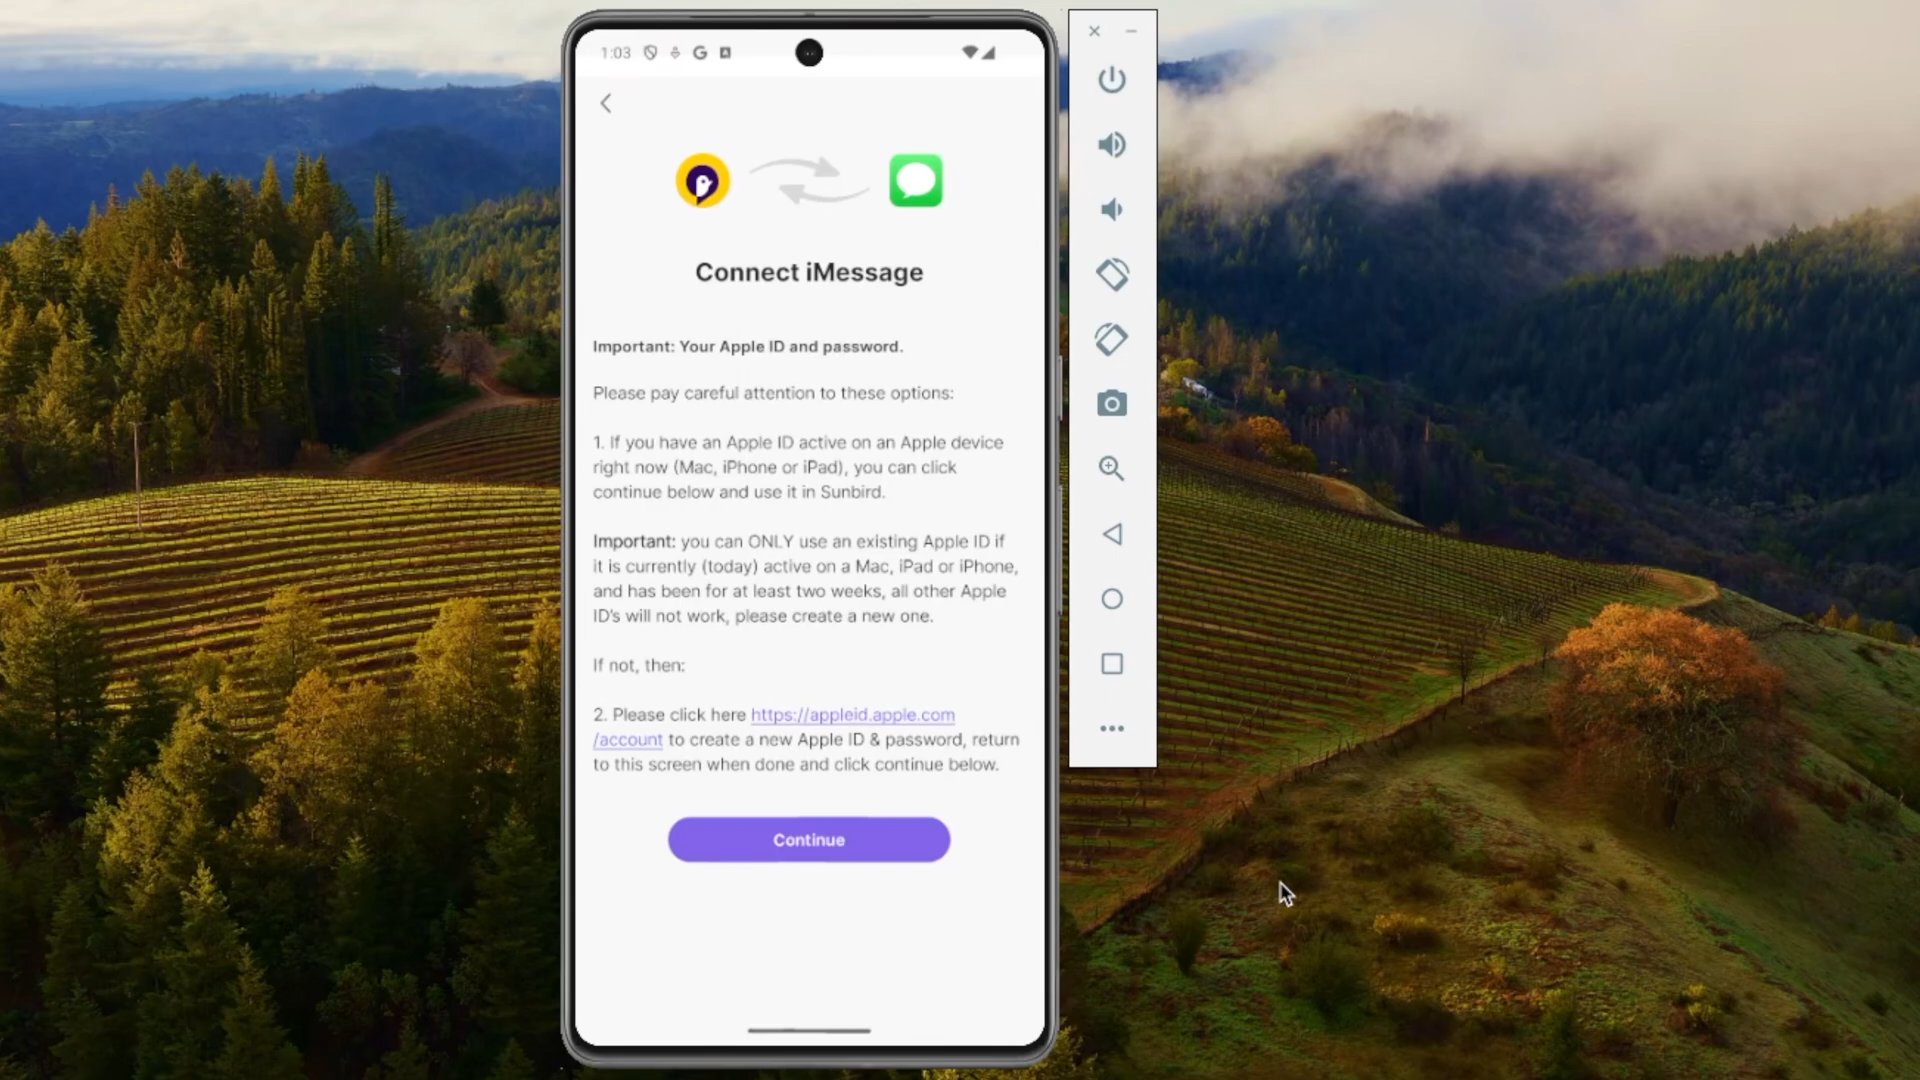 1:03
Connect iMessage
Important: Your Apple ID and password.
Please pay careful attention to these options:
1. If you have an Apple ID active on an Apple device
right now (Mac, iPhone or iPad), you can click
continue below and use it in Sunbird.
Important: you can ONLY use an existing Apple ID if
it is currently (today) active on a Mac, iPad or iPhone,
and has been for at least two weeks, all other Apple
ID's will not work, please create a new one.
If not, then:
2. Please click here https://appleid.apple.com
/account to create a new Apple ID & password, return
to this screen when done and click continue below.
Continue